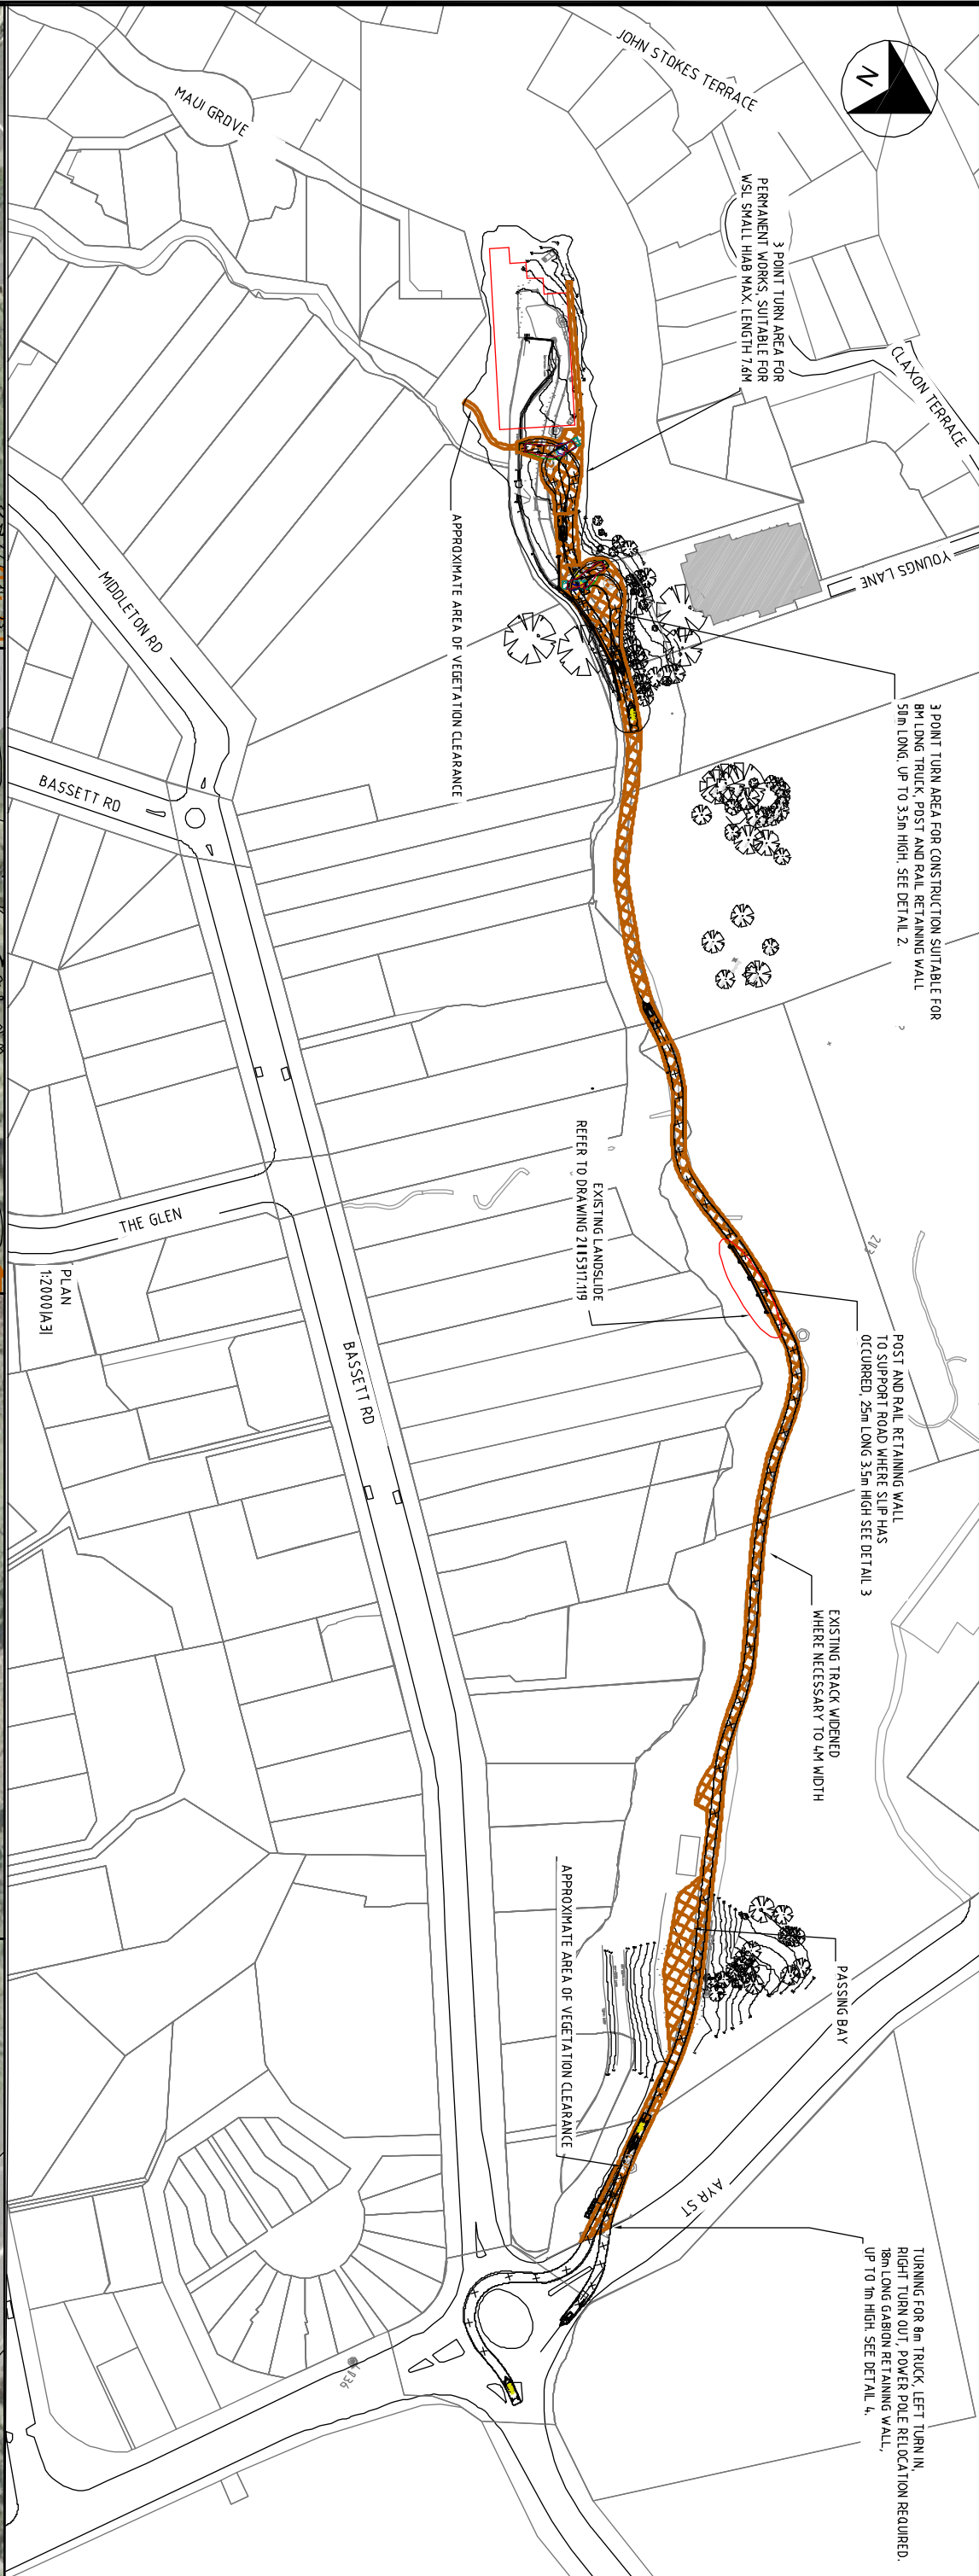 N
JOHN STOKES TERRACE
MAUI GROVE
CLAXON TERRACE
YOUNGS LANE
3 POINT TURN AREA FOR
PERMANENT WORKS, SUITABLE FOR
WSL SMALL HIAB MAX. LENGTH 7.6M
APPROXIMATE AREA OF VEGETATION CLEARANCE
MIDDLETON RD
BASSETT RD
3 POINT TURN AREA FOR CONSTRUCTION SUITABLE FOR
8M LONG TRUCK, POST AND RAIL RETAINING WALL
50m LONG, UP TO 3.5m HIGH. SEE DETAIL 2.
EXISTING LANDSLIDE
REFER TO DRAWING 2115317.119
THE GLEN
PLAN
1:2000(A3)
BASSETT RD
POST AND RAIL RETAINING WALL
TO SUPPORT ROAD WHERE SLIP HAS
OCCURRED, 25m LONG 3.5m HIGH SEE DETAIL 3
EXISTING TRACK WIDENED
WHERE NECESSARY TO 4M WIDTH
APPROXIMATE AREA OF VEGETATION CLEARANCE
PASSING BAY
AYR ST
TURNING FOR 8m TRUCK, LEFT TURN IN,
RIGHT TURN OUT, POWER POLE RELOCATION REQUIRED.
18m LONG GABION RETAINING WALL,
UP TO 1m HIGH. SEE DETAIL 4.